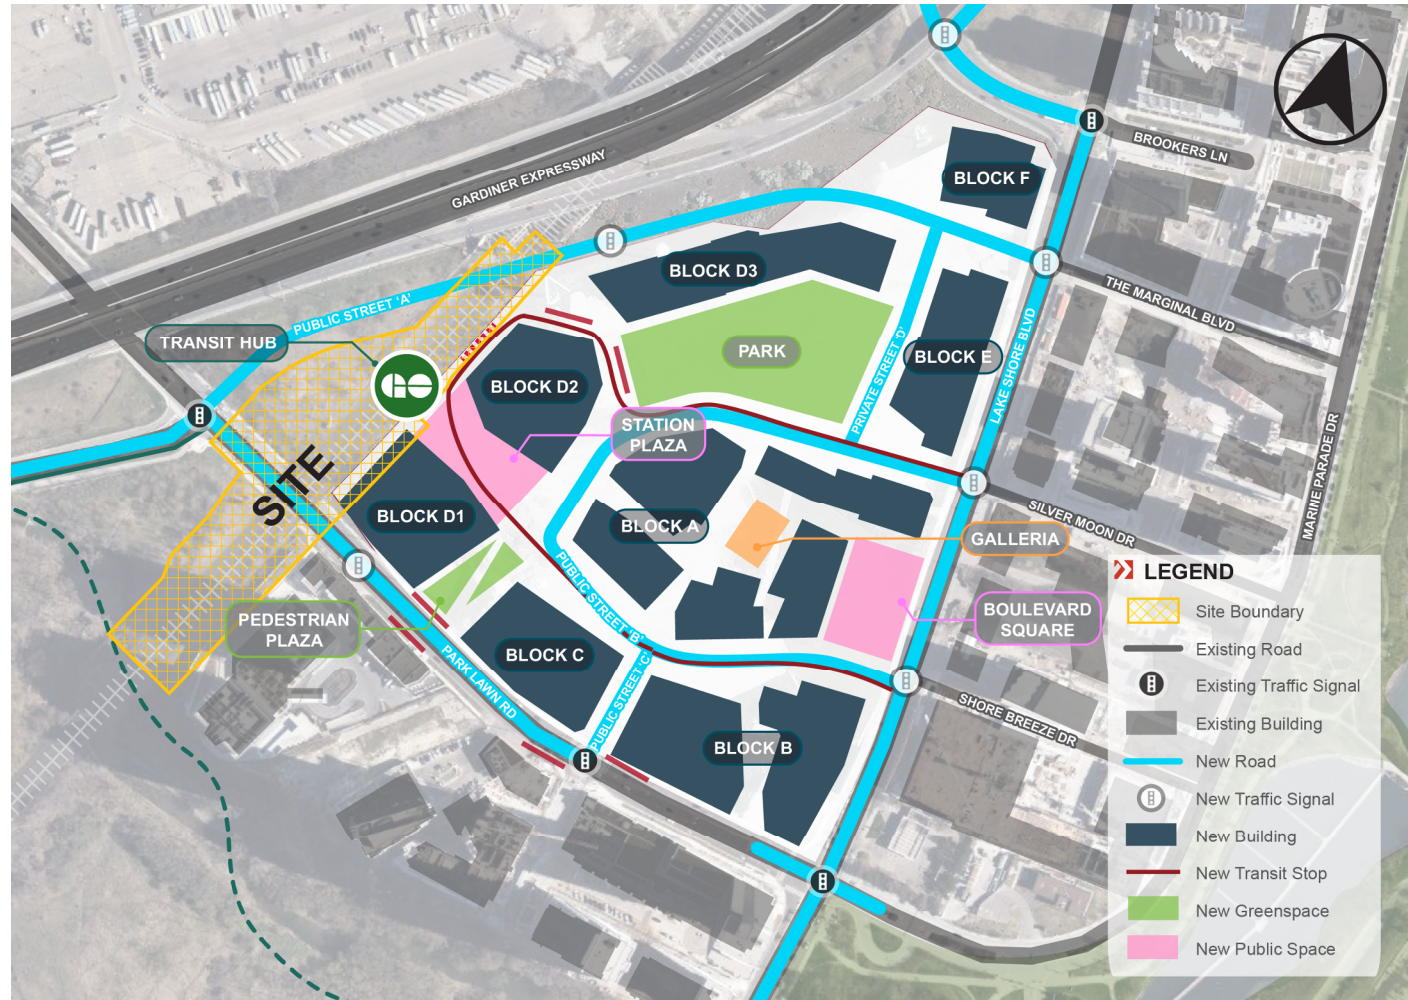 BROOKERS LN
GARDINER EXPRESSWAY
BLOCK F
BLOCK D3
THE MARGINAL BLVD
PUBLIC STREET 'A'
TRANSIT HUB
GO
PARK
PRIVATE STREET 'D'
BLOCK E
LAKE SHORE BLVD
BLOCK D2
STATION
PLAZA
MARINE PARADE DR
SITE
BLOCK D1
BLOCK A
SILVER MOON DR
GALLERIA
PUBLIC STREET 'B'
PEDESTRIAN
PLAZA
BOULEVARD
SQUARE
BLOCK C
PARK LAWN RD
PUBLIC STREET 'C'
SHORE BREEZE DR
BLOCK B
LEGEND
Site Boundary
Existing Road
Existing Traffic Signal
Existing Building
New Road
New Traffic Signal
New Building
New Transit Stop
New Greenspace
New Public Space